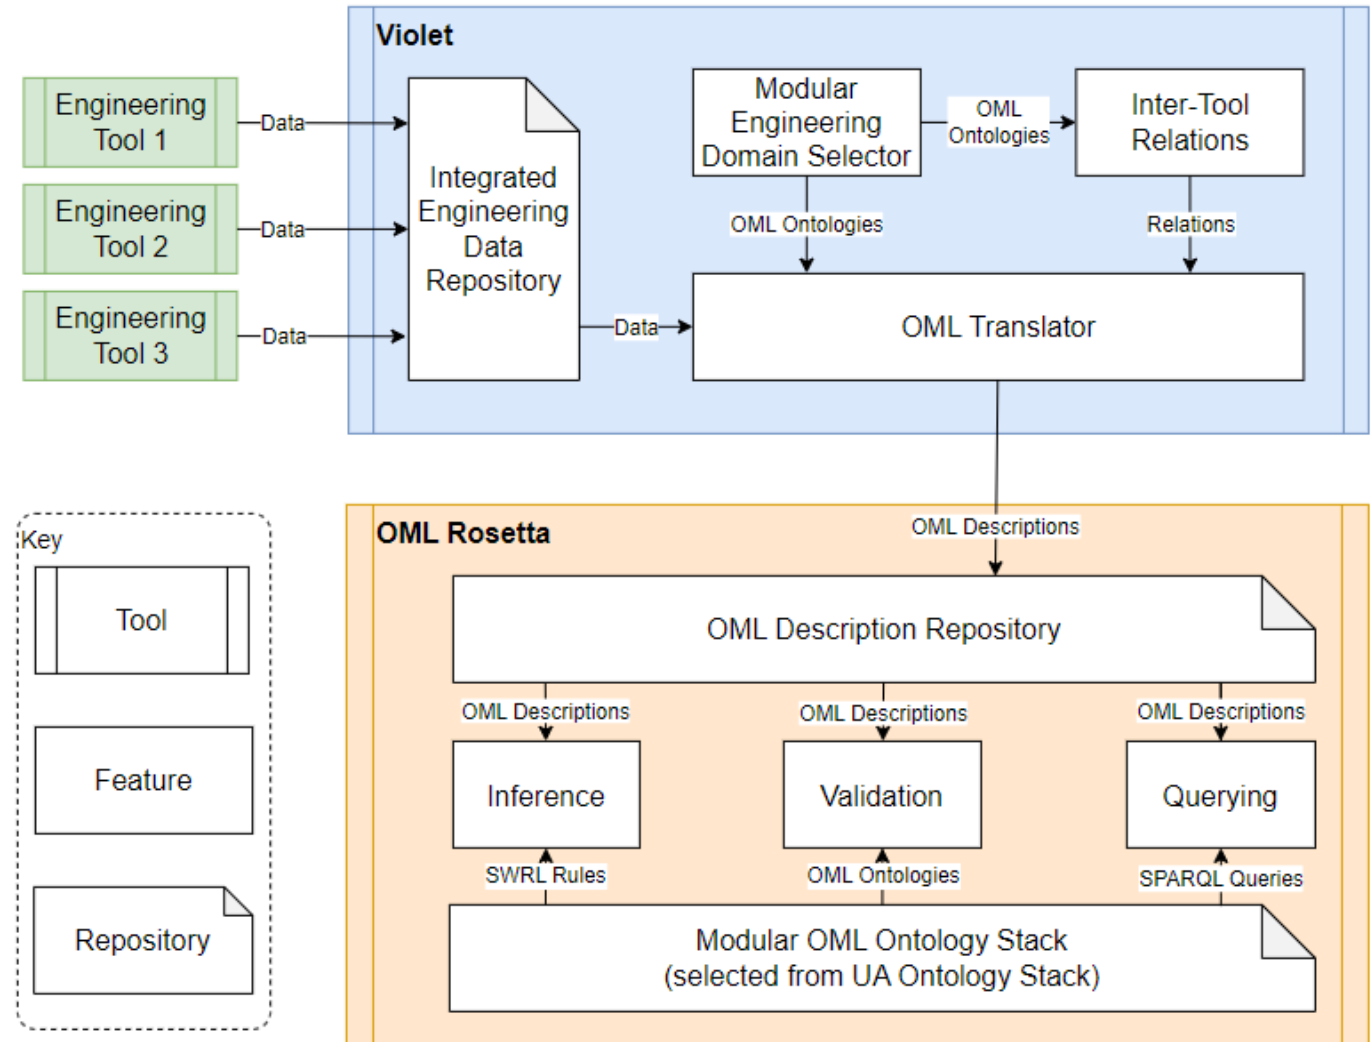 Violet
Engineering
Tool 1
Data
Engineering
Tool 2
Data
Engineering
Tool 3
Data
Integrated
Engineering
Data
Repository
Data
Modular
Engineering
Domain Selector
OML
Ontologies
Inter-Tool
Relations
OML Ontologies
Relations
OML Translator
OML Descriptions
Key
Tool
Feature
Repository
OML Rosetta
OML Description Repository
OML Descriptions
OML Descriptions
OML Descriptions
Inference
Validation
Querying
SWRL Rules
OML Ontologies
SPARQL Queries
Modular OML Ontology Stack
(selected from UA Ontology Stack)